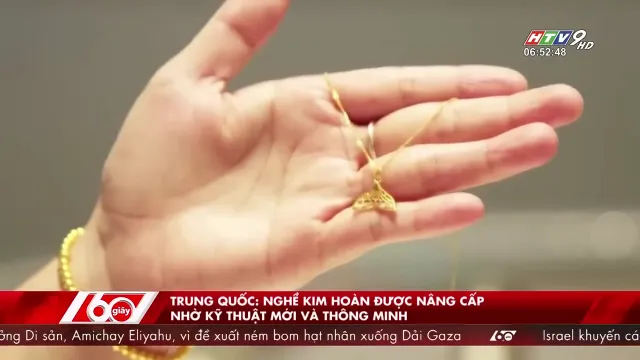 HTV9 HD
06:52:48
60 giây
TRUNG QUỐC: NGHỀ KIM HOÀN ĐƯỢC NÂNG CẤP
NHỜ KỸ THUẬT MỚI VÀ THÔNG MINH
ởng Di sản, Amichay Eliyahu, vì đề xuất ném bom hạt nhân xuống Dải Gaza 60 Israel khuyến cá